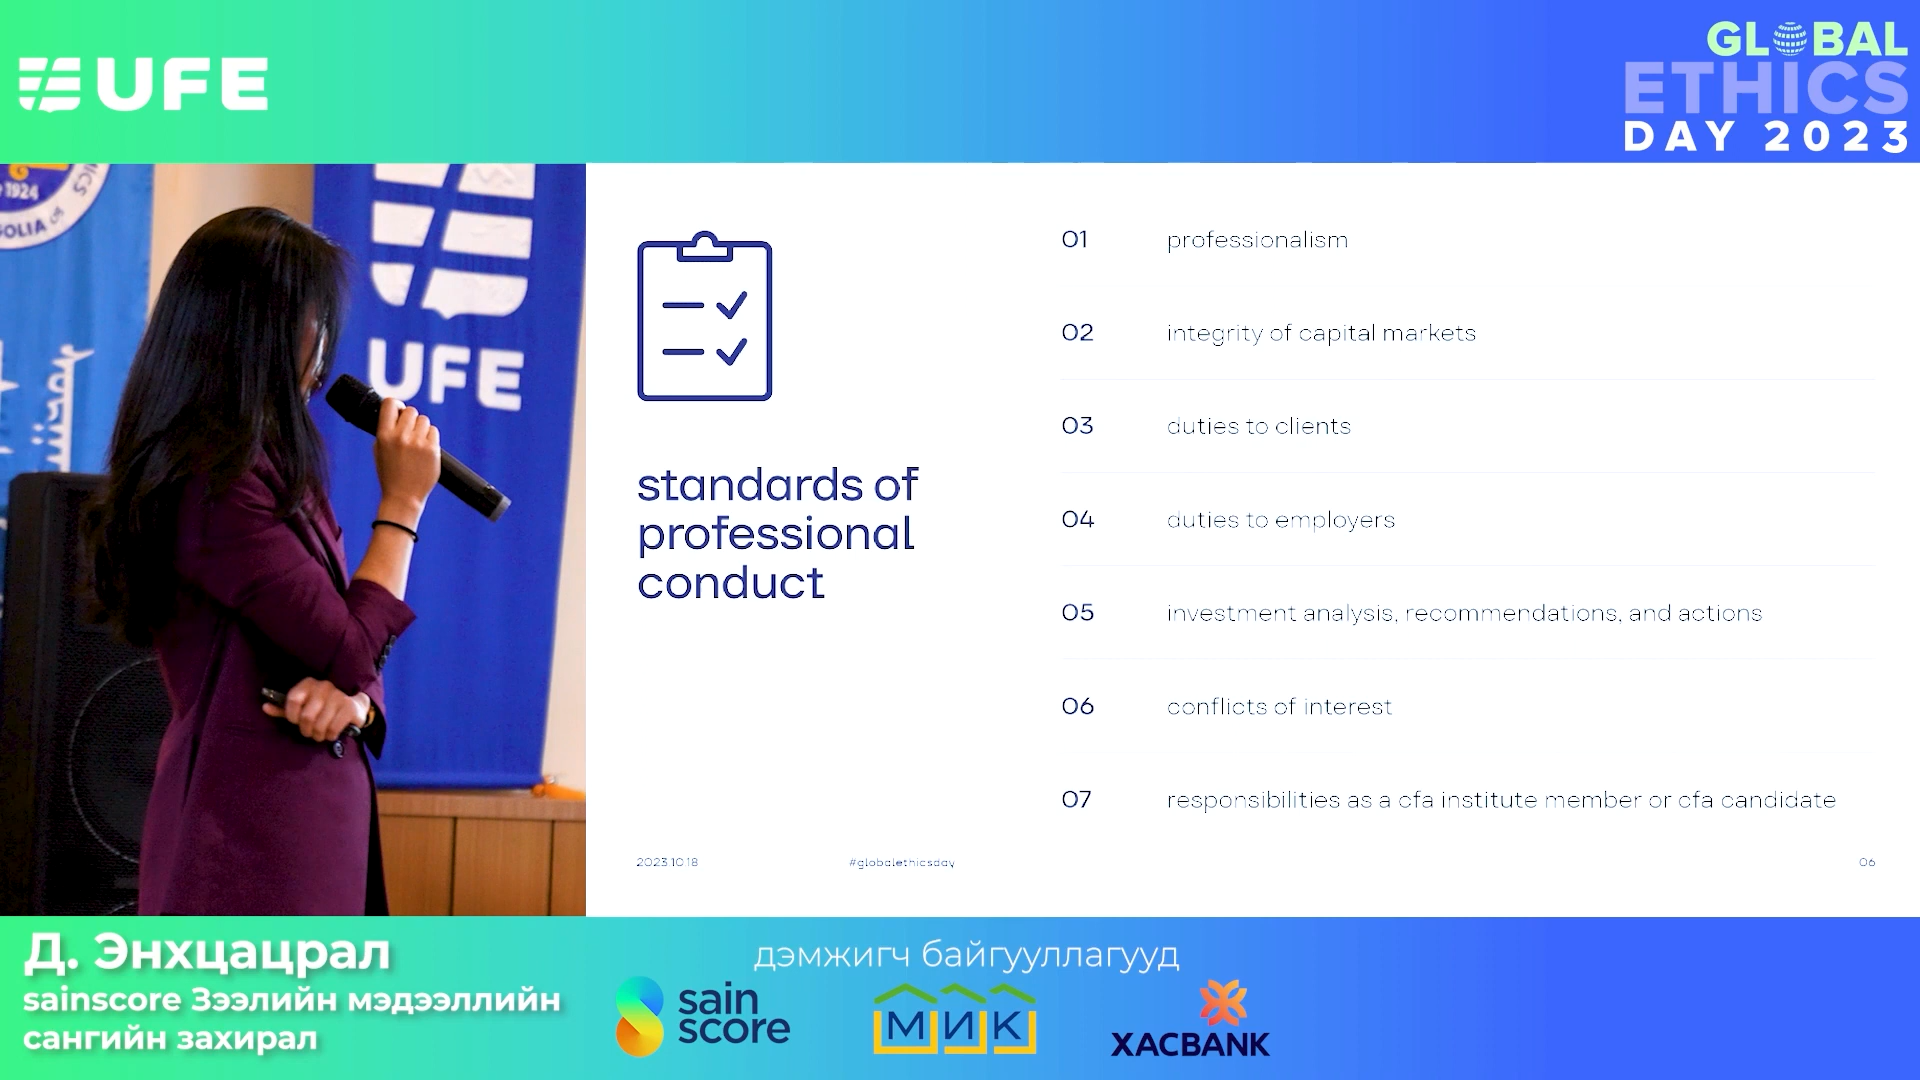 UFE
GLOBAL
ETHICS
DAY 2023
1924
UFE
standards of
professional
conduct
01 professionalism
02 integrity of capital markets
03 duties to clients
04 duties to employers
05 investment analysis, recommendations, and actions
06 conflicts of interest
07 responsibilities as a cfa institute member or cfa candidate
2023.10.18
#globalethicsday
06
Д. Энхцацрал
sainscore Зээлийн мэдээллийн
сангийн захирал
дэмжигч байгууллагууд
sain
score
МИК
ХАСBANK